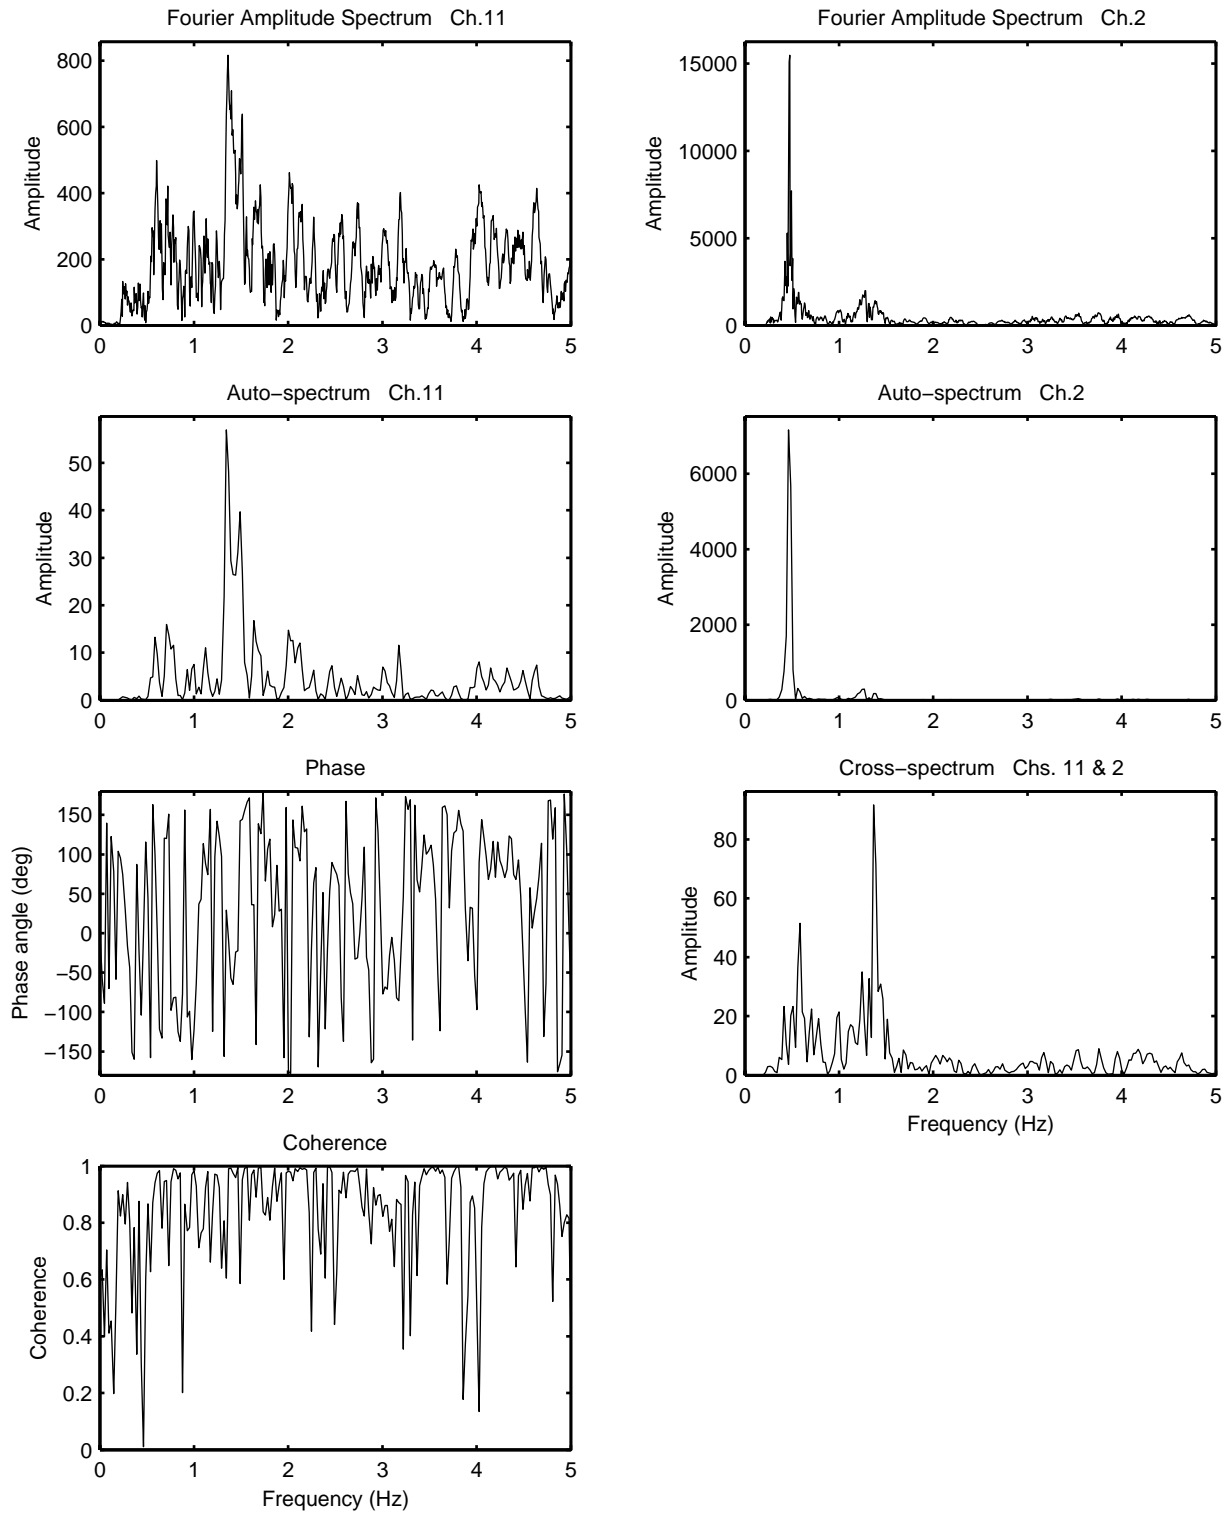 Fourier Amplitude Spectrum Ch.11
Amplitude
800
600
400
200
0
0 1 2 3 4 5
Fourier Amplitude Spectrum Ch.2
Amplitude
15000
10000
5000
0
0 1 2 3 4 5
Auto−spectrum Ch.11
Amplitude
50
40
30
20
10
0
0 1 2 3 4 5
Auto−spectrum Ch.2
Amplitude
6000
4000
2000
0
0 1 2 3 4 5
Phase
Phase angle (deg)
150
100
50
0
−50
−100
−150
0 1 2 3 4 5
Cross−spectrum Chs. 11 & 2
Amplitude
80
60
40
20
0
0 1 2 3 4 5
Frequency (Hz)
Coherence
Coherence
1
0.8
0.6
0.4
0.2
0
0 1 2 3 4 5
Frequency (Hz)